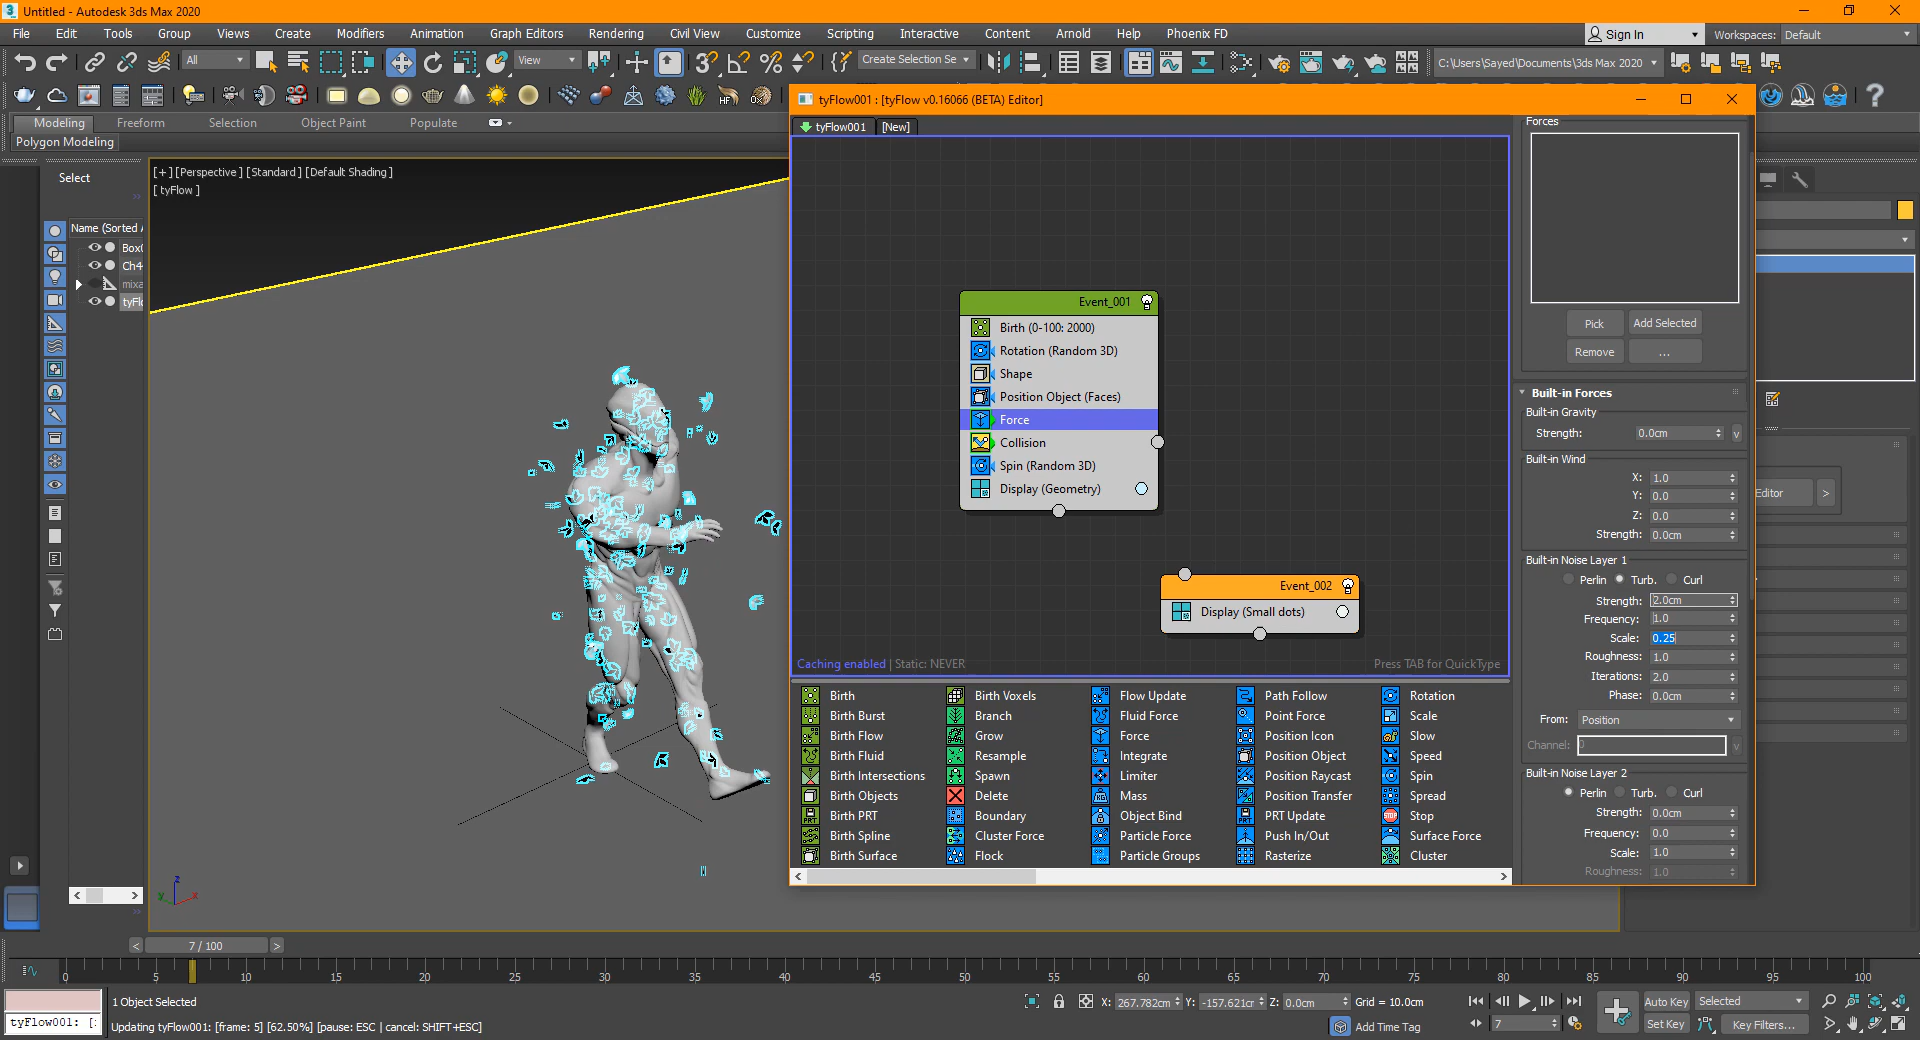 Untitled - Autodesk 3ds Max 2020
File Edit Tools Group Views Create Modifiers Animation Graph Editors Rendering Civil View Customize Scripting Interactive Content Arnold Help Phoenix FD Sign In Workspaces: Default
All View Create Selection Se C:\Users\Sayed\Documents\3ds Max 2020
tyFlow001 : [tyFlow v0.16066 (BETA) Editor]
Modeling Freeform Selection Object Paint Populate
Polygon Modeling
tyFlow001 [New]
Select
[+] [Perspective] [Standard] [Default Shading]
[ tyFlow ]
Name (Sorted A
Box0
Ch4
mixa
tyFlo
Event_001
Birth (0-100: 2000)
Rotation (Random 3D)
Shape
Position Object (Faces)
Force
Collision
Spin (Random 3D)
Display (Geometry)
Event_002
Display (Small dots)
Caching enabled | Static: NEVER
Press TAB for QuickType
Birth Birth Voxels Flow Update Path Follow Rotation
Birth Burst Branch Fluid Force Point Force Scale
Birth Flow Grow Force Position Icon Slow
Birth Fluid Resample Integrate Position Object Speed
Birth Intersections Spawn Limiter Position Raycast Spin
Birth Objects Delete Mass Position Transfer Spread
Birth PRT Boundary Object Bind PRT Update Stop
Birth Spline Cluster Force Particle Force Push In/Out Surface Force
Birth Surface Flock Particle Groups Rasterize Cluster
Forces
Pick Add Selected
Remove ...
Built-in Forces
Built-in Gravity
Strength: 0.0cm v
Built-in Wind
X: 1.0
Y: 0.0
Z: 0.0
Strength: 0.0cm
Built-in Noise Layer 1
Perlin Turb. Curl
Strength: 2.0cm
Frequency: 1.0
Scale: 0.25
Roughness: 1.0
Iterations: 2.0
Phase: 0.0cm
From: Position
Channel: 0 v
Built-in Noise Layer 2
Perlin Turb. Curl
Strength: 0.0cm
Frequency: 0.0
Scale: 1.0
Roughness: 1.0
Editor >
z
y x
< 7 / 100 >
0 5 10 15 20 25 30 35 40 45 50 55 60 65 70 75 80 85 90 95 100
1 Object Selected
X: 267.782cm Y: -157.621cm Z: 0.0cm Grid = 10.0cm
Auto Key Selected
tyFlow001: [:
Updating tyFlow001: [frame: 5] [62.50%] [pause: ESC | cancel: SHIFT+ESC]
Add Time Tag
7
Set Key Key Filters...